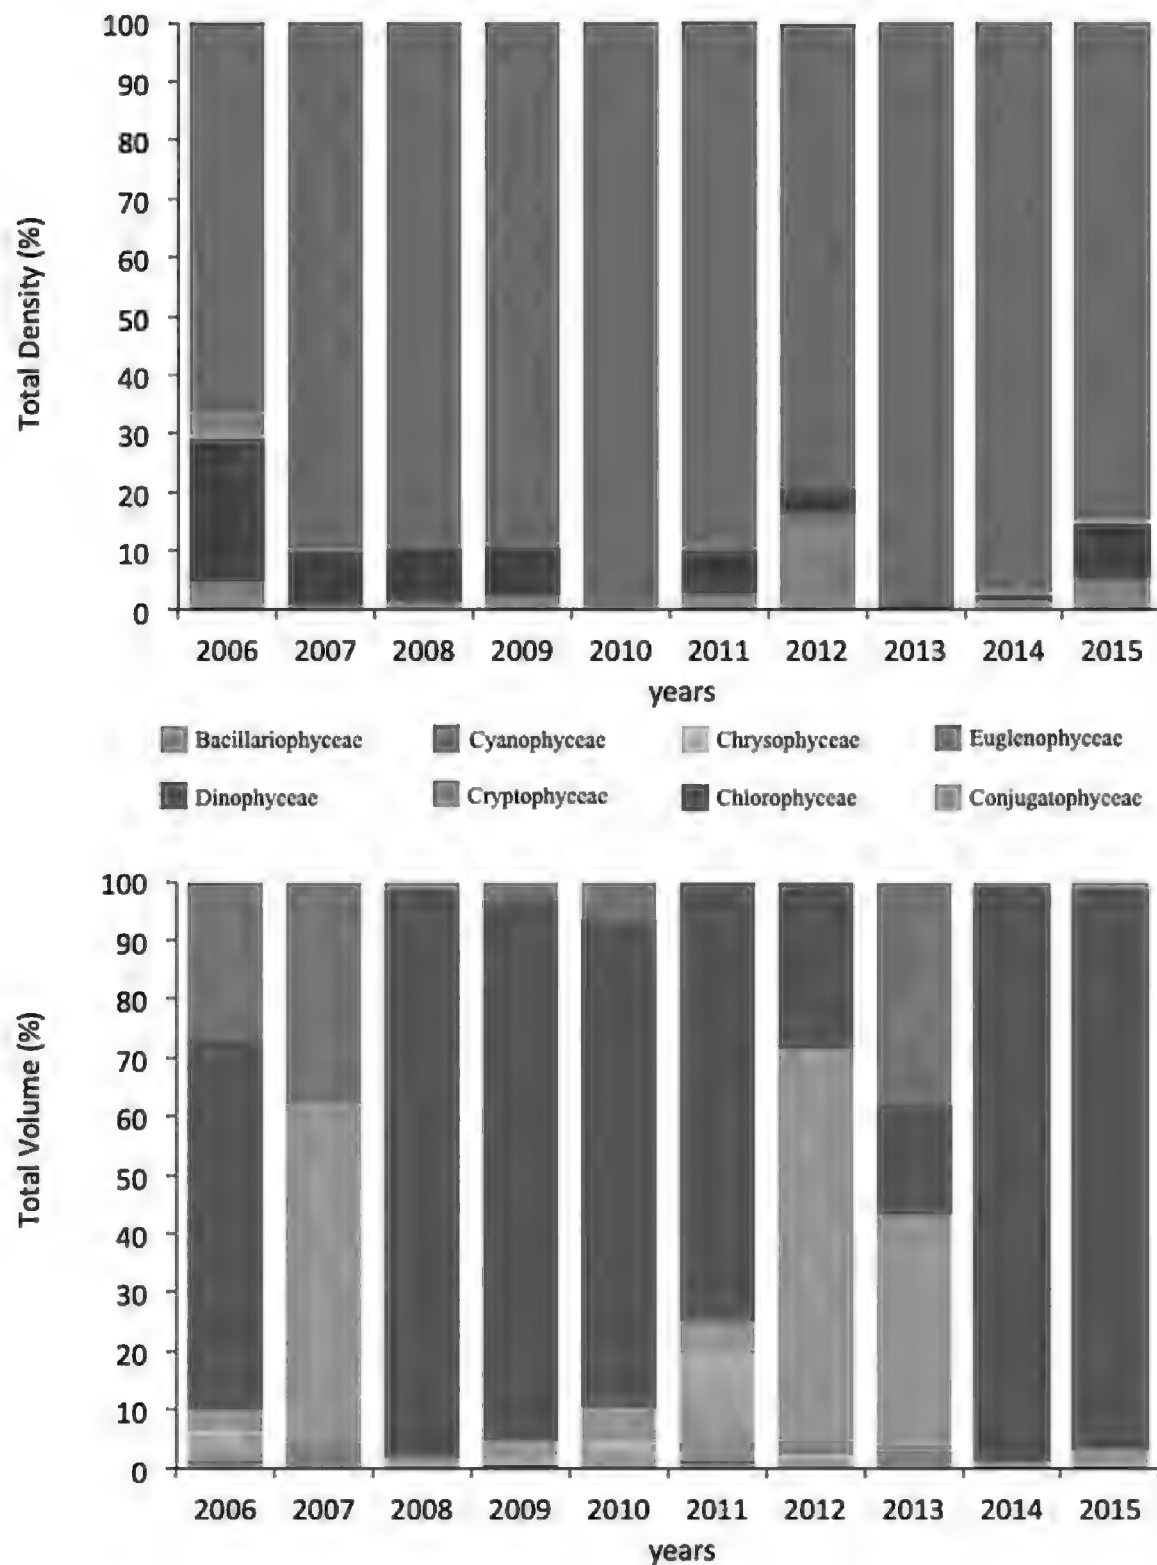 Total Density (%)
100
90
80
70
60
50
40
30
20
10
0
2006 2007 2008 2009 2010 2011 2012 2013 2014 2015
years
Bacillariophyceae Cyanophyceae Chrysophyceae Euglenophyceae
Dinophyceae Cryptophyceae Chlorophyceae Conjugatophyceae
Total Volume (%)
100
90
80
70
60
50
40
30
20
10
0
2006 2007 2008 2009 2010 2011 2012 2013 2014 2015
years